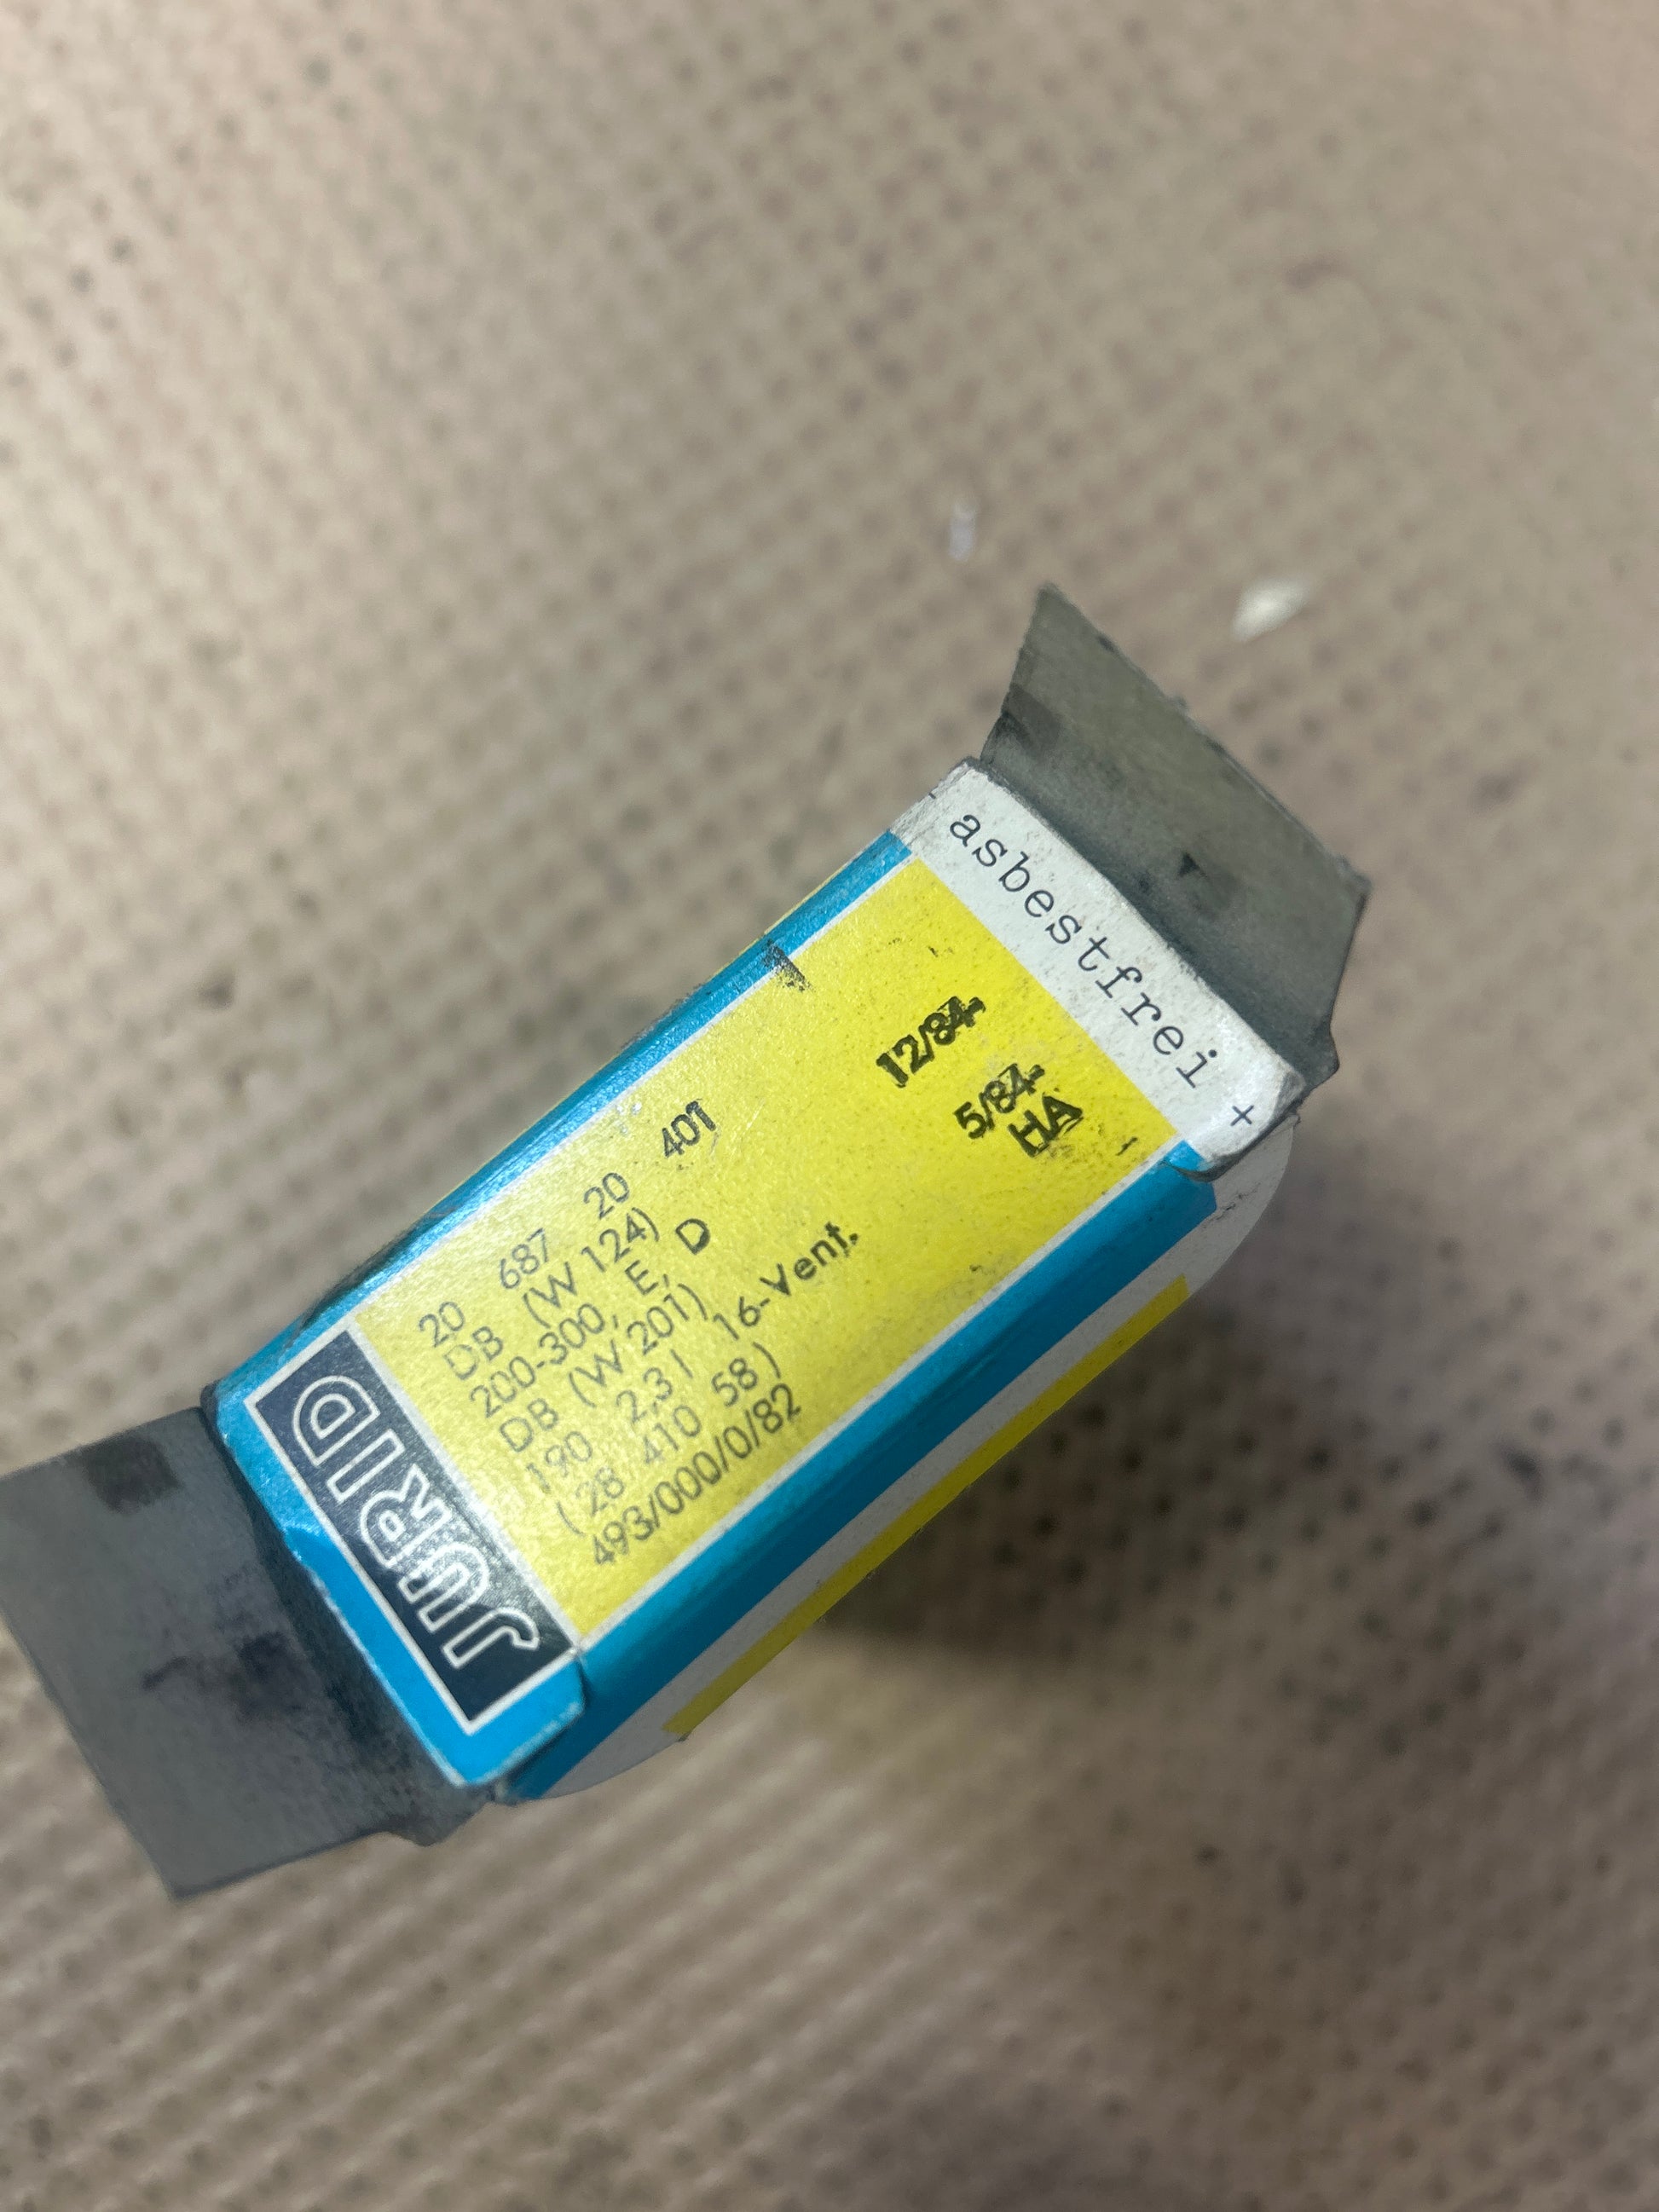 JURID
20 687 20 401
DB (W 124) 12/84-
200-300, E, D
DB (W 201) 5/84-
190 2,3 l 16-Vent. HA
( 28 410 58 )
493/000/0/82
asbestfrei +